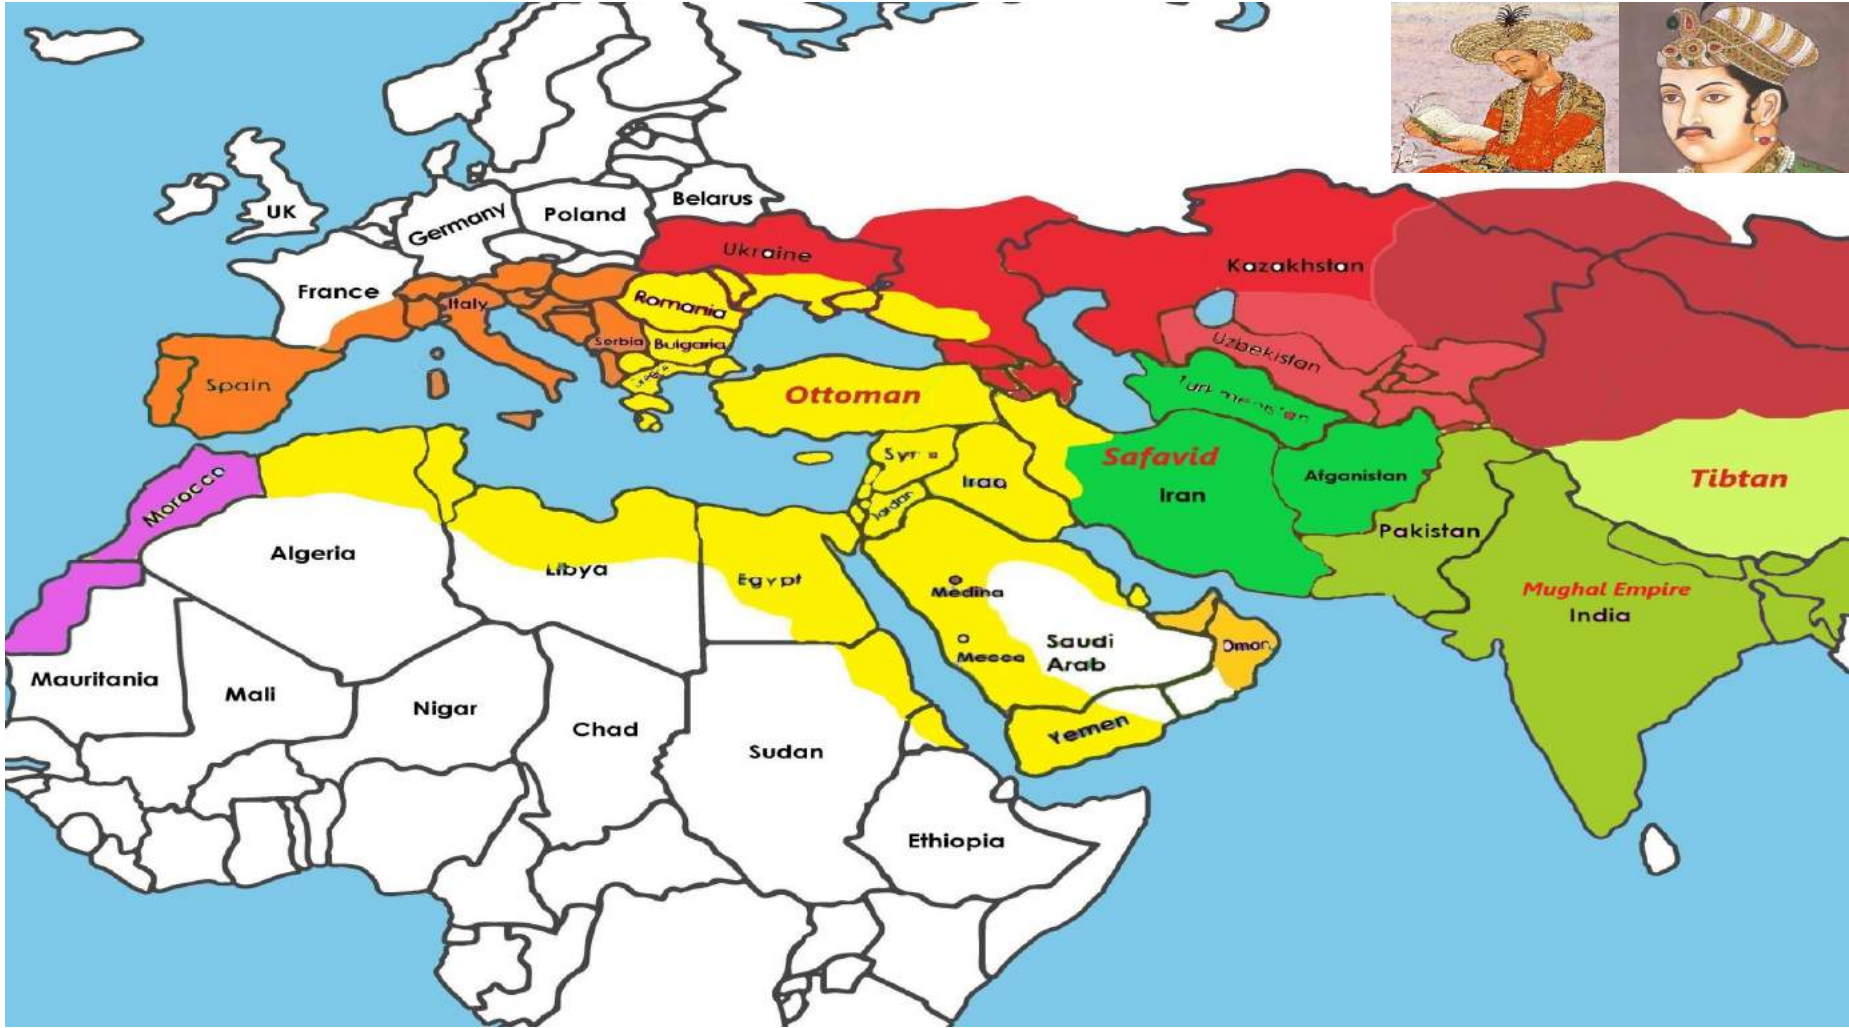 Belarus
UK
Germany
Poland
Ukraine
Kazakhstan
France
Italy
Romania
Serbia
Bulgaria
Uzbekistan
Spain
Ottoman
Safavid
Iran
Afganistan
Tibtan
Morocco
Iraq
Jordan
Pakistan
Algeria
Libya
Egypt
Medina
Mughal Empire
India
Mecca
Saudi
Arab
Oman
Mauritania
Mali
Nigar
Chad
Sudan
Yemen
Ethiopia